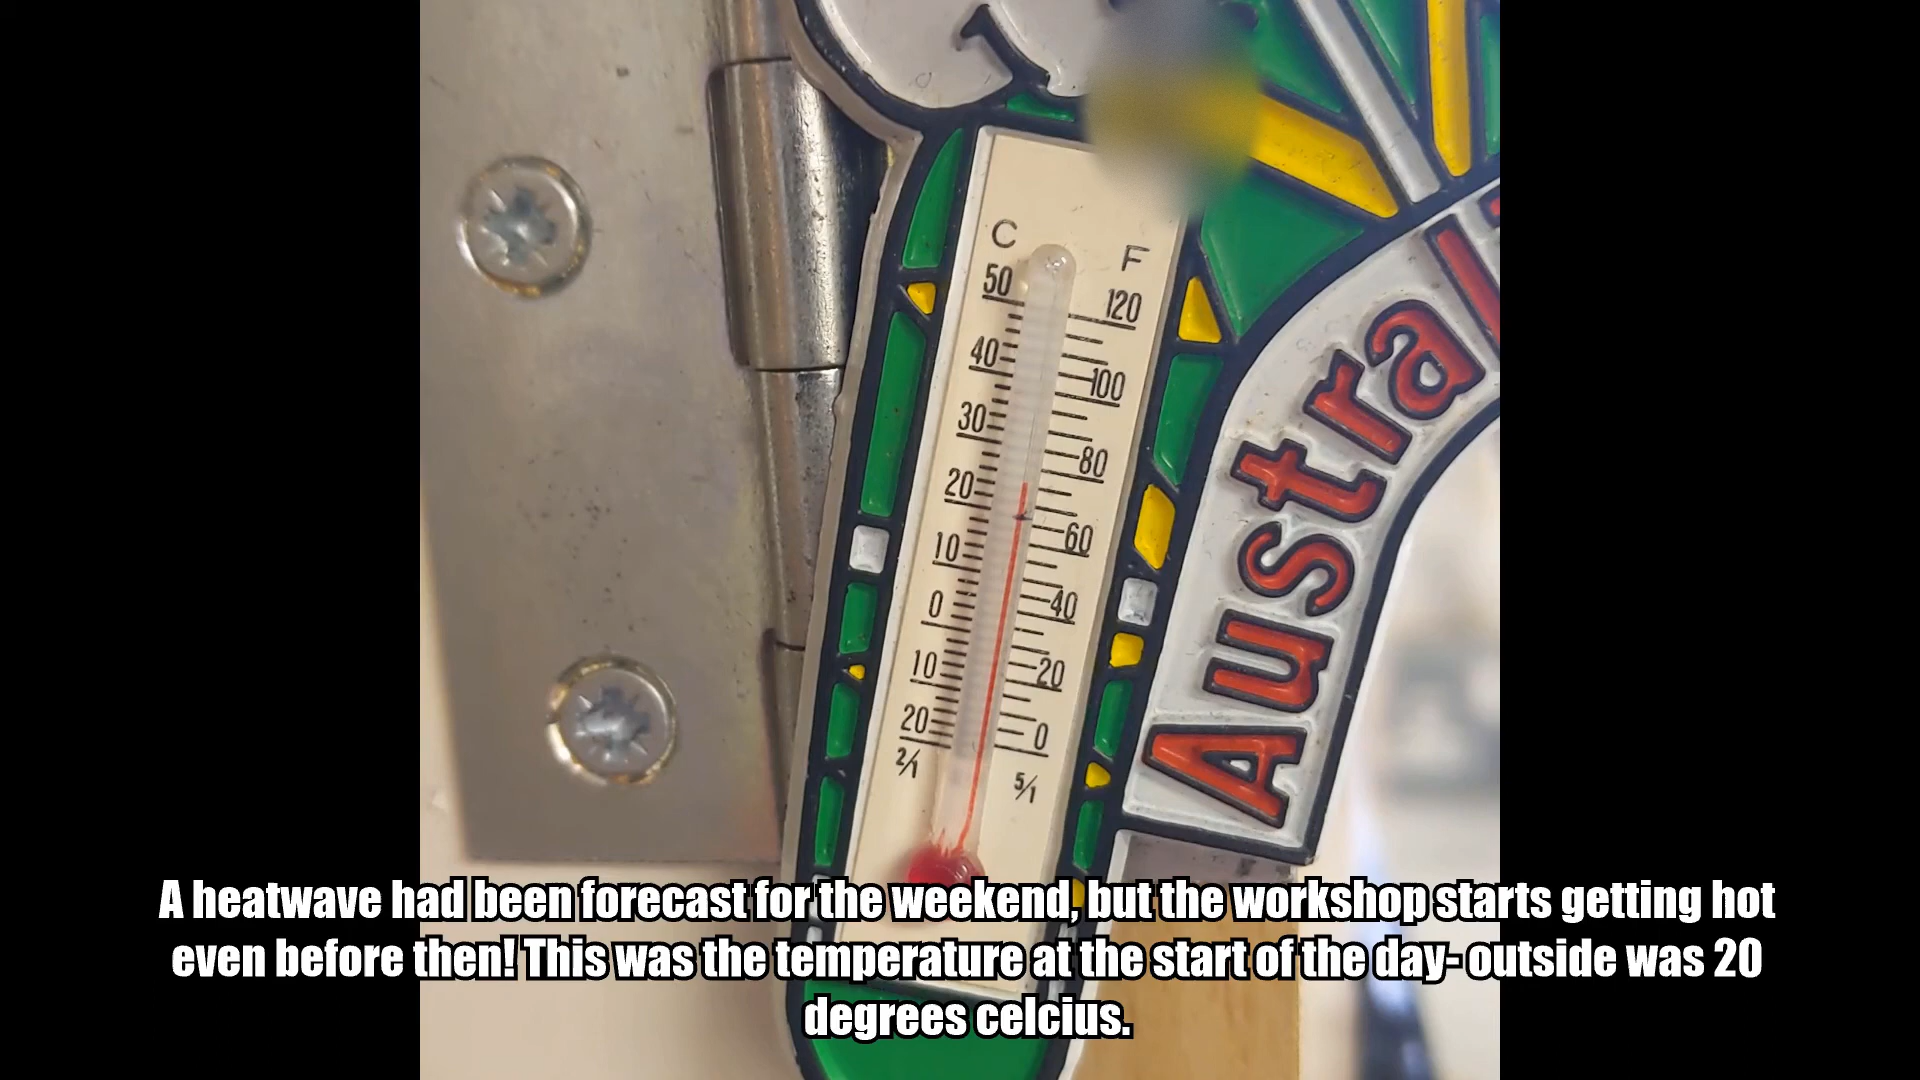 C
F
50
120
40
100
30
80
20
60
10
40
0
20
10
0
20
2/1
5/1
Austral
A heatwave had been forecast for the weekend, but the workshop starts getting hot
even before then! This was the temperature at the start of the day- outside was 20
degrees celcius.